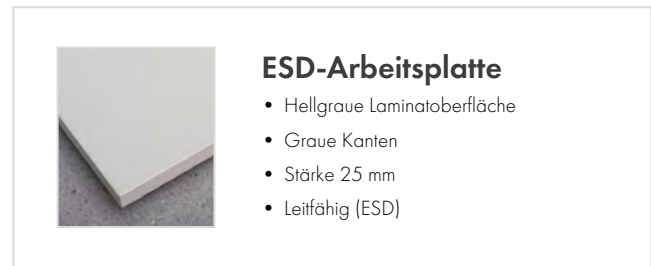 ESD-Arbeitsplatte
• Hellgraue Laminatoberfläche
• Graue Kanten
• Stärke 25 mm
• Leitfähig (ESD)